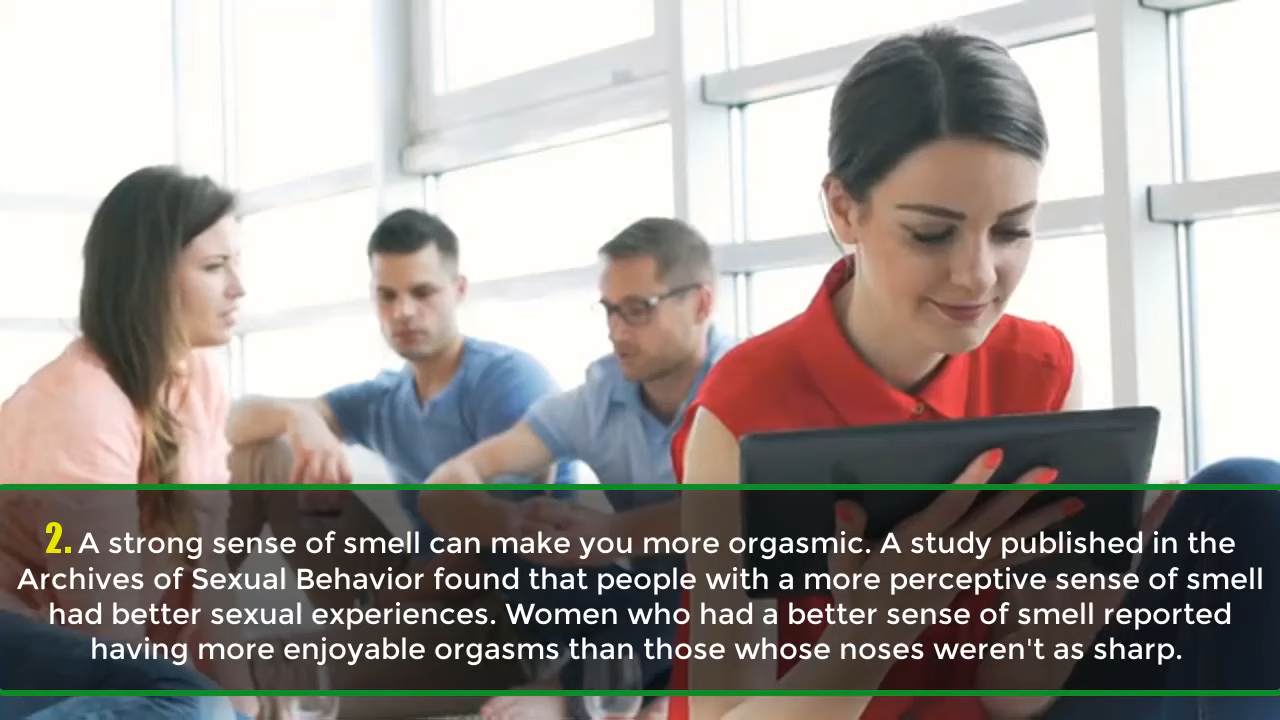 2. A strong sense of smell can make you more orgasmic. A study published in the
Archives of Sexual Behavior found that people with a more perceptive sense of smell
had better sexual experiences. Women who had a better sense of smell reported
having more enjoyable orgasms than those whose noses weren't as sharp.